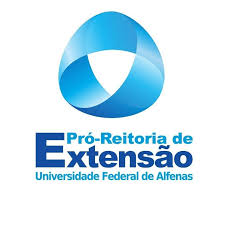 Pró-Reitoria de
Extensão
Universidade Federal de Alfenas